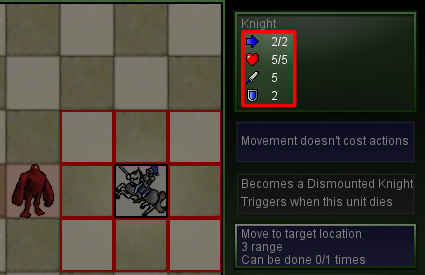 Knight
2/2
5/5
5
2
Movement doesn't cost actions
Becomes a Dismounted Knight
Triggers when this unit dies
Move to target location
3 range
Can be done 0/1 times